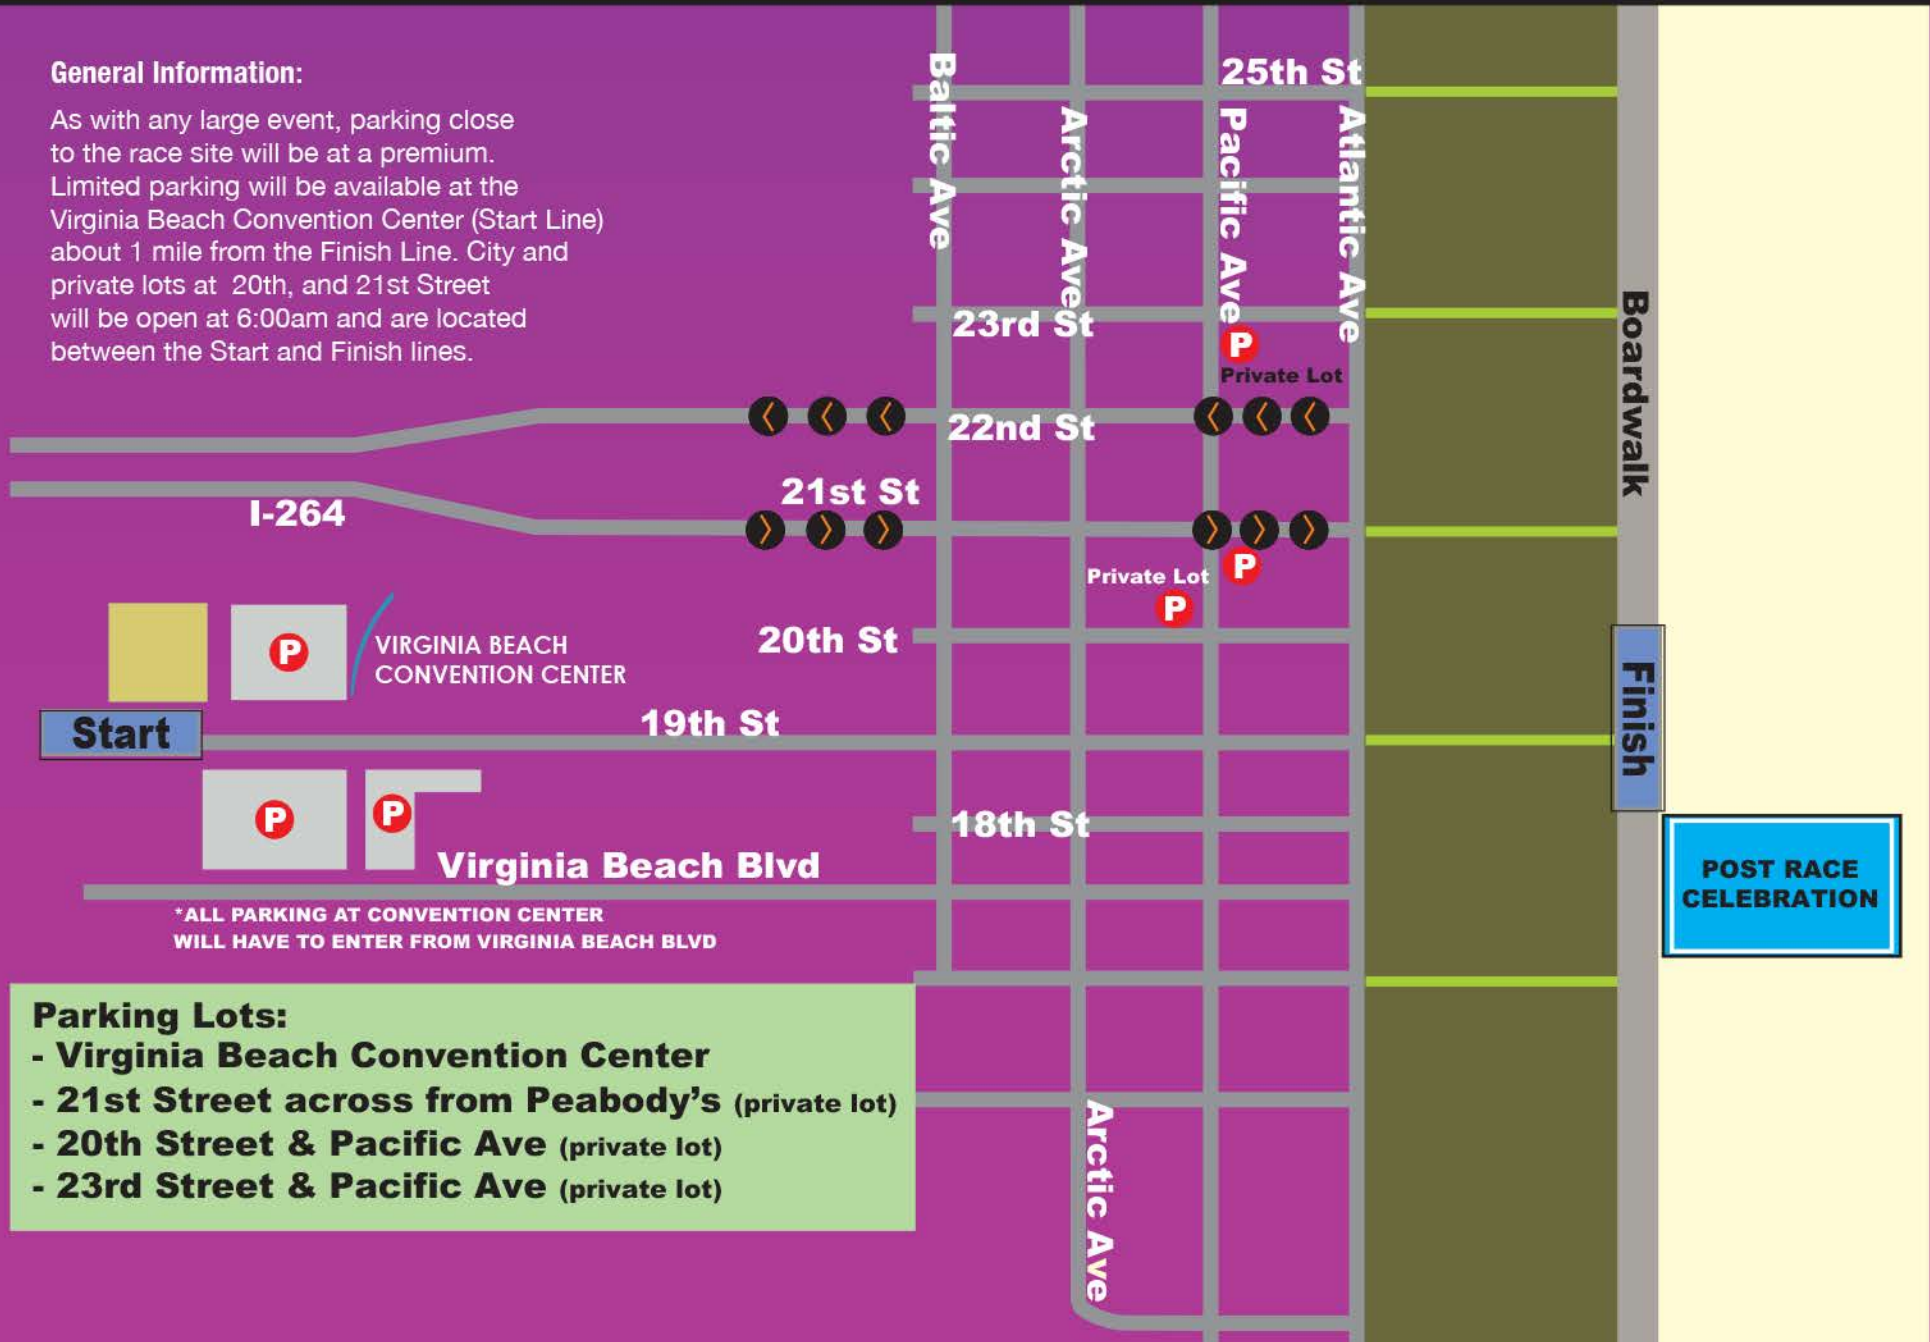 General Information:
As with any large event, parking close
to the race site will be at a premium.
Limited parking will be available at the
Virginia Beach Convention Center (Start Line)
about 1 mile from the Finish Line. City and
private lots at 20th, and 21st Street
will be open at 6:00am and are located
between the Start and Finish lines.
Baltic Ave
Arctic Ave
Pacific Ave
Atlantic Ave
25th St
23rd St
P
Private Lot
22nd St
Boardwalk
21st St
I-264
P
Private Lot
P
20th St
P
VIRGINIA BEACH
CONVENTION CENTER
Start
19th St
Finish
P
P
18th St
Virginia Beach Blvd
POST RACE
CELEBRATION
*ALL PARKING AT CONVENTION CENTER
WILL HAVE TO ENTER FROM VIRGINIA BEACH BLVD
Parking Lots:
- Virginia Beach Convention Center
- 21st Street across from Peabody's (private lot)
- 20th Street & Pacific Ave (private lot)
- 23rd Street & Pacific Ave (private lot)
Arctic Ave